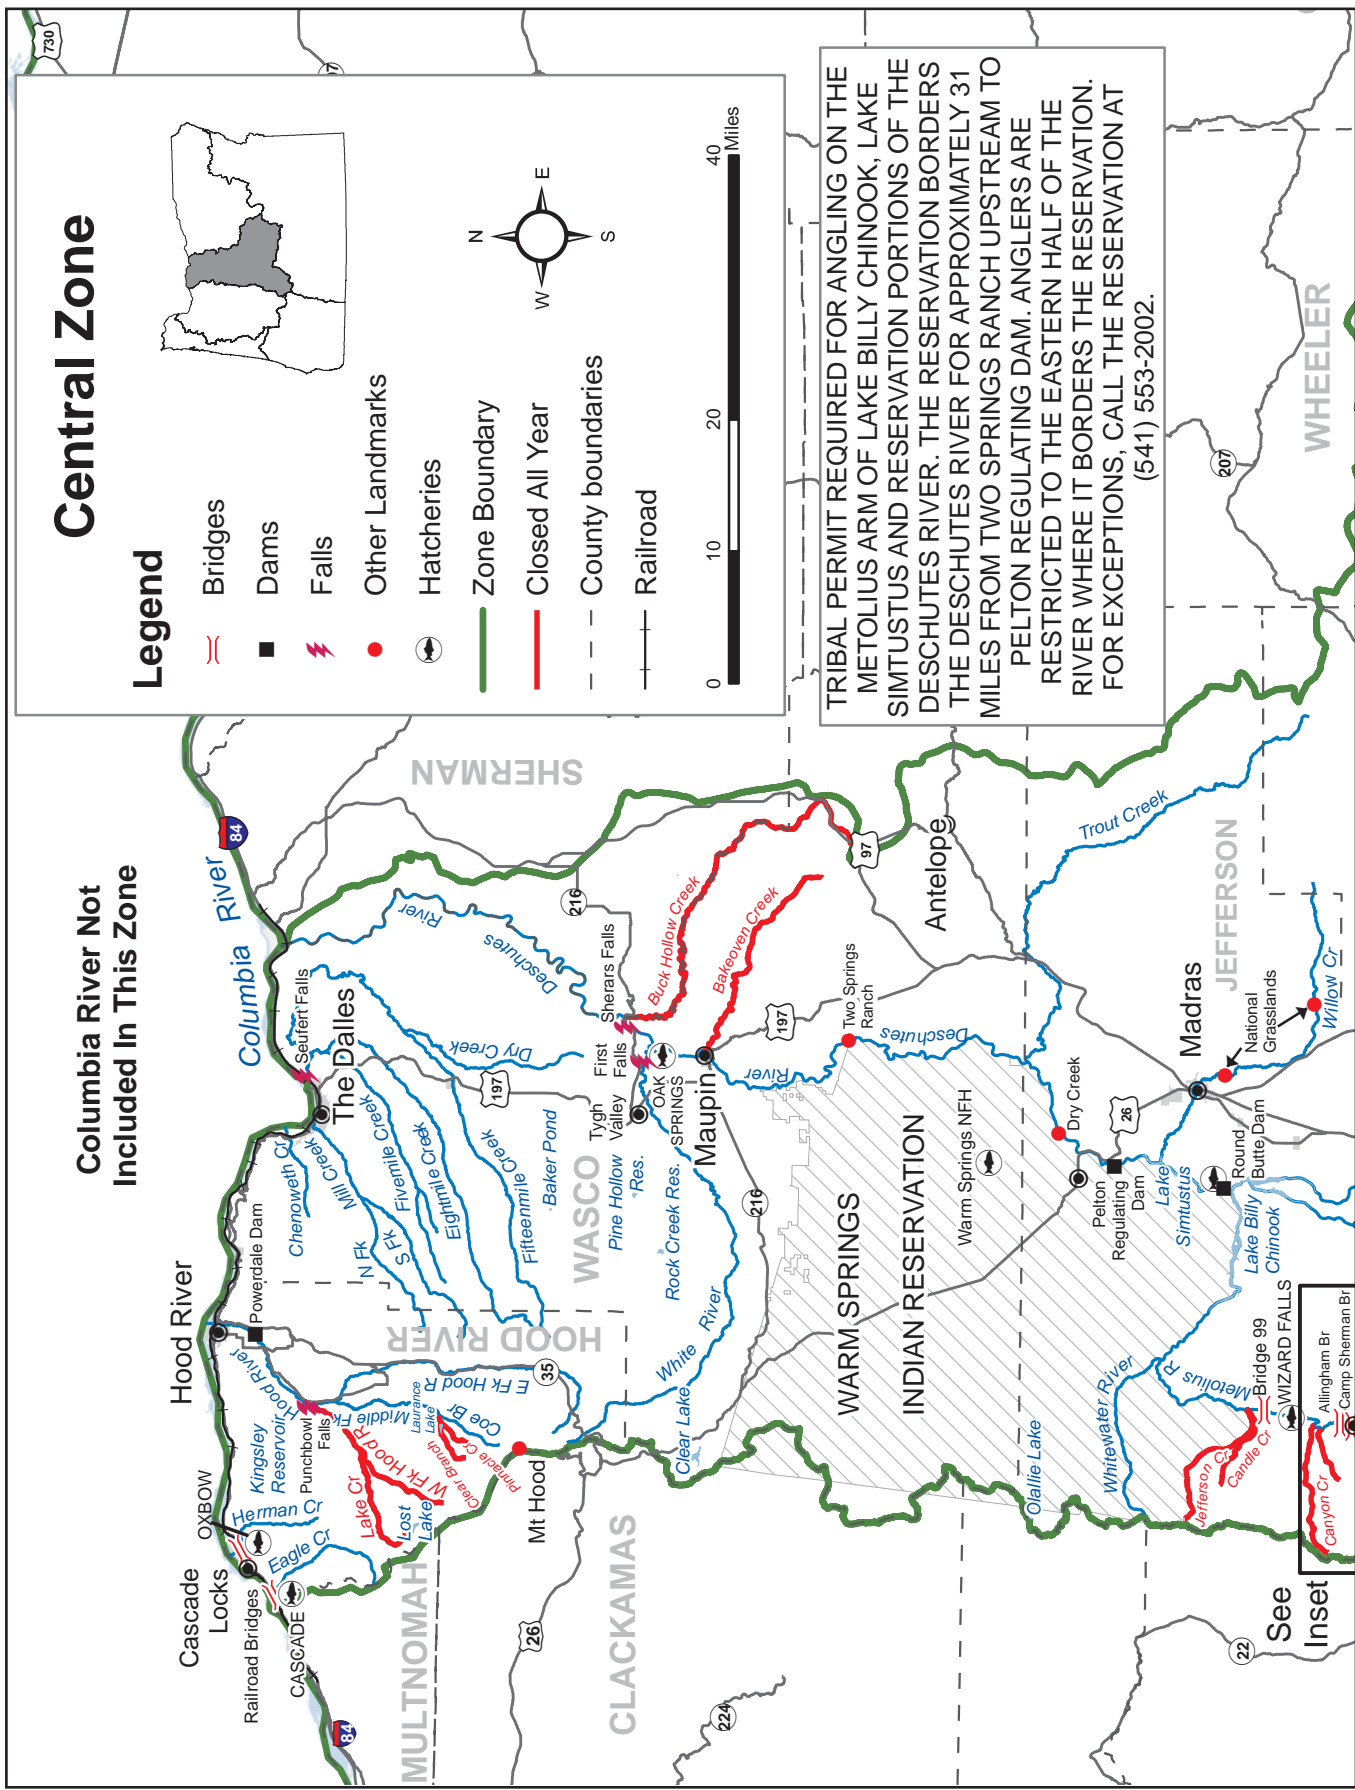 Columbia River Not
Included In This Zone
Central Zone
Legend
Bridges
Dams
Falls
Other Landmarks
Hatcheries
Zone Boundary
Closed All Year
County boundaries
Railroad
N
W
E
S
0
10
20
40
Miles
TRIBAL PERMIT REQUIRED FOR ANGLING ON THE
METOLIUS ARM OF LAKE BILLY CHINOOK, LAKE
SIMTUSTUS AND RESERVATION PORTIONS OF THE
DESCHUTES RIVER. THE RESERVATION BORDERS
THE DESCHUTES RIVER FOR APPROXIMATELY 31
MILES FROM TWO SPRINGS RANCH UPSTREAM TO
PELTON REGULATING DAM. ANGLERS ARE
RESTRICTED TO THE EASTERN HALF OF THE
RIVER WHERE IT BORDERS THE RESERVATION.
FOR EXCEPTIONS, CALL THE RESERVATION AT
(541) 553-2002.
730
84
Columbia River
Cascade
Locks
OXBOW
Railroad Bridges
CASCADE
84
Herman Cr
Eagle Cr
Hood River
Powerdale Dam
Hood River
Kingsley
Reservoir
Punchbowl
Falls
Lake Cr
W Fk Hood R
Lost
Lake
Middle Fk
Laurance
Lake
Clear Branch
Pinnacle Cr
Coe Br
E Fk Hood R
35
HOOD RIVER
Mt Hood
MULTNOMAH
CLACKAMAS
26
224
Chenoweth Cr
Mill Creek
N Fk
S Fk
Fivemile Creek
Eightmile Creek
Fifteenmile Creek
The Dalles
Seufert Falls
Dry Creek
197
Deschutes
River
SHERMAN
216
Sherars Falls
Buck Hollow Creek
Bakeoven Creek
First
Falls
Tygh
Valley
OAK
SPRINGS
Maupin
Baker Pond
WASCO
Pine Hollow
Res.
Rock Creek Res.
White
River
216
Clear Lake
197
97
Antelope
Two Springs
Ranch
Deschutes
River
WARM SPRINGS
INDIAN RESERVATION
Warm Springs NFH
Dry Creek
26
Pelton
Regulating
Dam
Lake
Simtustus
Round
Butte Dam
Lake Billy
Chinook
Madras
National
Grasslands
Willow Cr
Trout Creek
JEFFERSON
WHEELER
207
Olallie Lake
Whitewater River
Metolius R
Jefferson Cr
Candle Cr
Bridge 99
WIZARD FALLS
Allingham Br
Camp Sherman Br
Canyon Cr
See
Inset
22